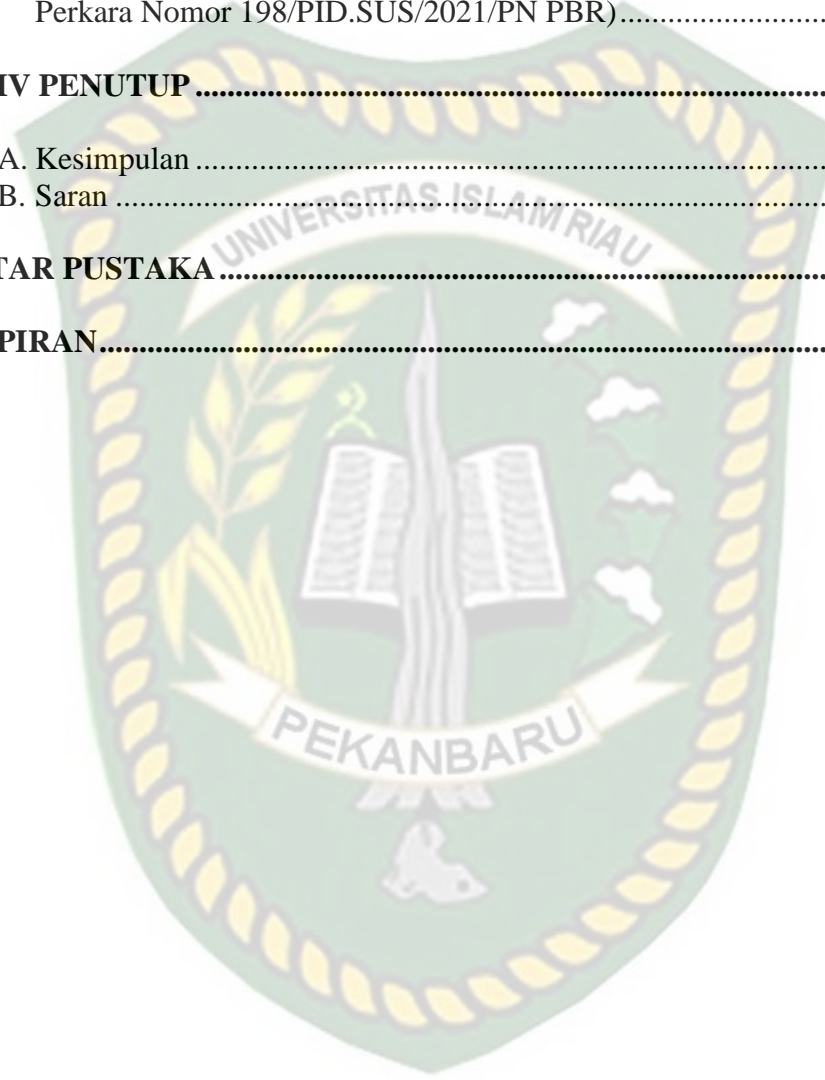 Perkara Nomor 198/PID.SUS/2021/PN PBR)............................
IV PENUTUP.............................................................................
A. Kesimpulan..............................................................................
B. Saran.........................................................................................
TAR PUSTAKA..........................................................................
PIRAN..........................................................................................
UNIVERSITAS ISLAM RIAU
PEKANBARU